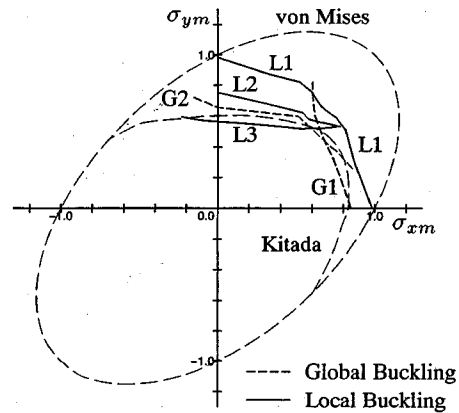 σym
von Mises
1.0
L1
L2
G2
L3
L1
G1
-1.0
0.0
1.0
σxm
Kitada
-1.0
Global Buckling
Local Buckling